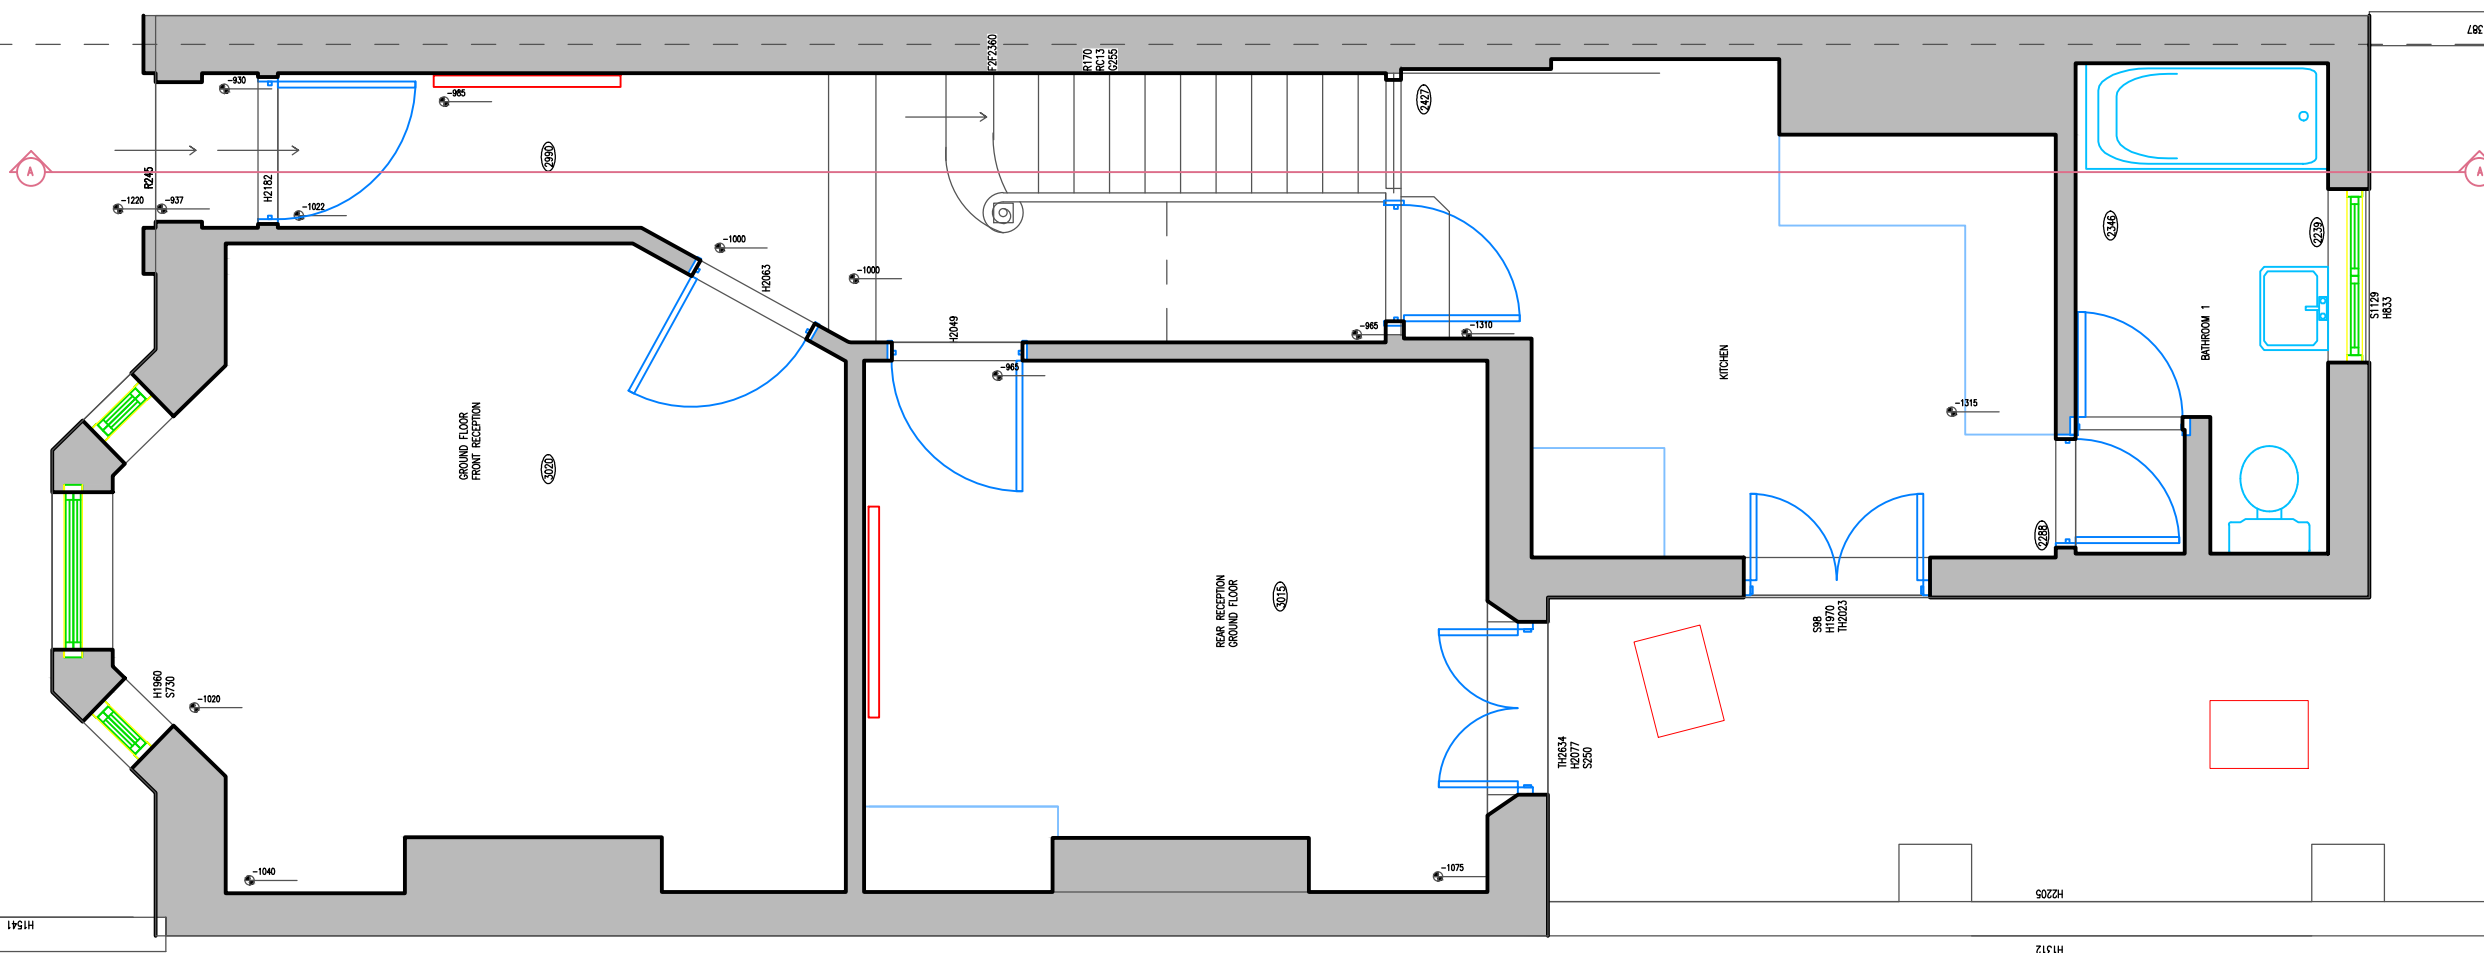 387
F2F2360
R170
RC13
G255
-930
-985
2427
2990
A
A
R245
H2182
-1220
-937
-1022
-1000
H2063
-1000
H2049
-965
-1310
2346
2239
BATHROOM 1
S1129
H833
KITCHEN
-965
-1315
GROUND FLOOR
FRONT RECEPTION
3020
2288
REAR RECEPTION
GROUND FLOOR
3015
S98
H1970
TH2023
H1960
S730
-1020
TH2634
H2077
S250
-1040
-1075
H2205
H1541
H1312